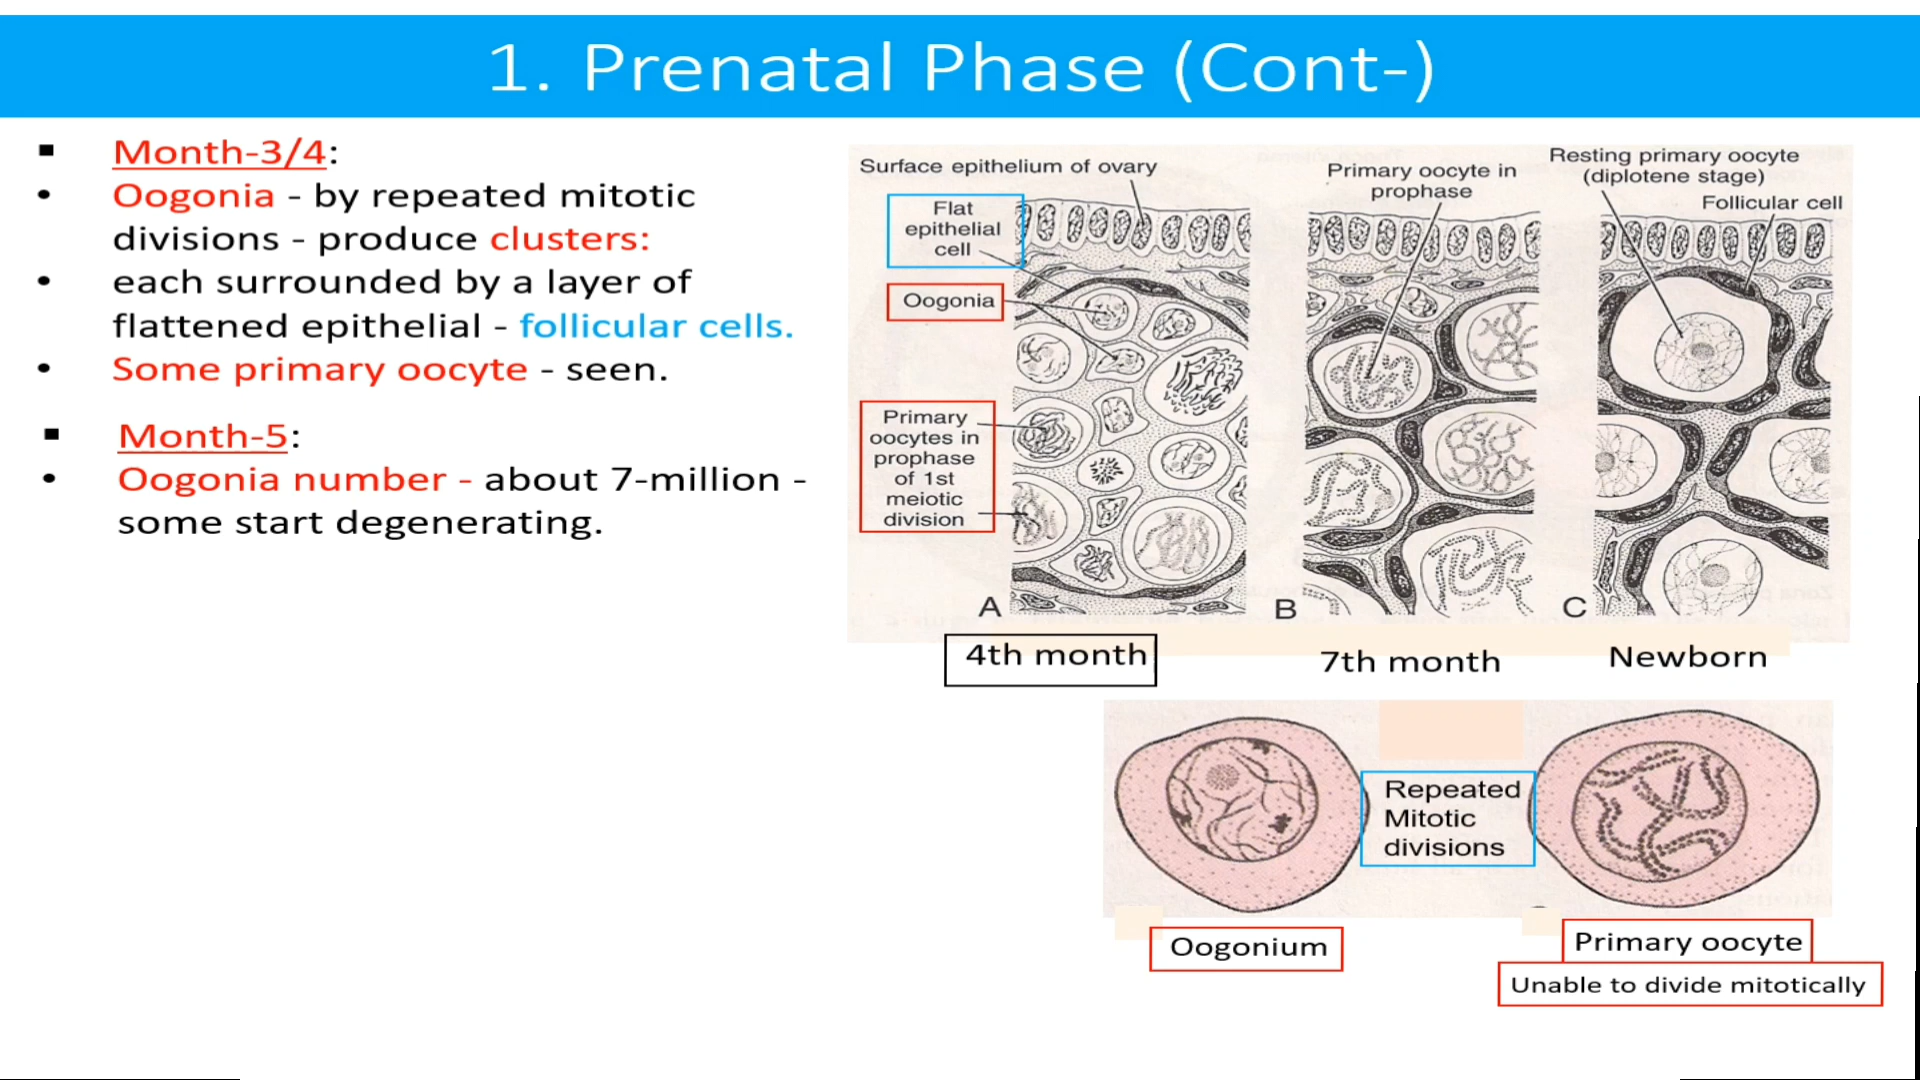 1. Prenatal Phase (Cont-)
▪ Month-3/4:
• Oogonia - by repeated mitotic
divisions - produce clusters:
• each surrounded by a layer of
flattened epithelial - follicular cells.
• Some primary oocyte - seen.
▪ Month-5:
• Oogonia number - about 7-million -
some start degenerating.
Surface epithelium of ovary
Flat
epithelial
cell
Oogonia
Primary
oocytes in
prophase
of 1st
meiotic
division
A
4th month
Primary oocyte in
prophase
B
7th month
Resting primary oocyte
(diplotene stage)
Follicular cell
C
Newborn
Repeated
Mitotic
divisions
Oogonium
Primary oocyte
Unable to divide mitotically